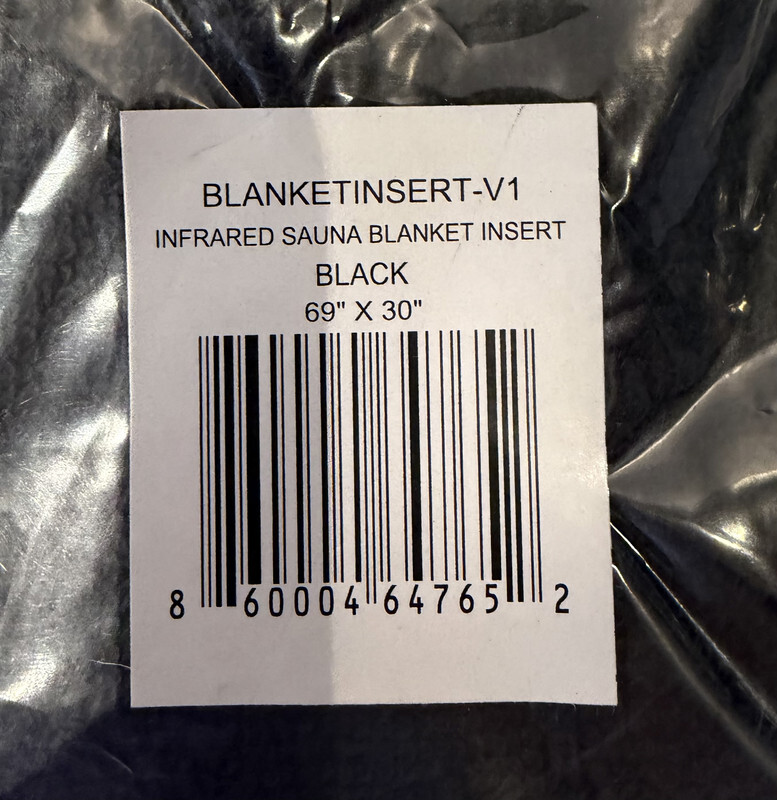 BLANKETINSERT-V1
INFRARED SAUNA BLANKET INSERT
BLACK
69" X 30"
8 60004 64765 2